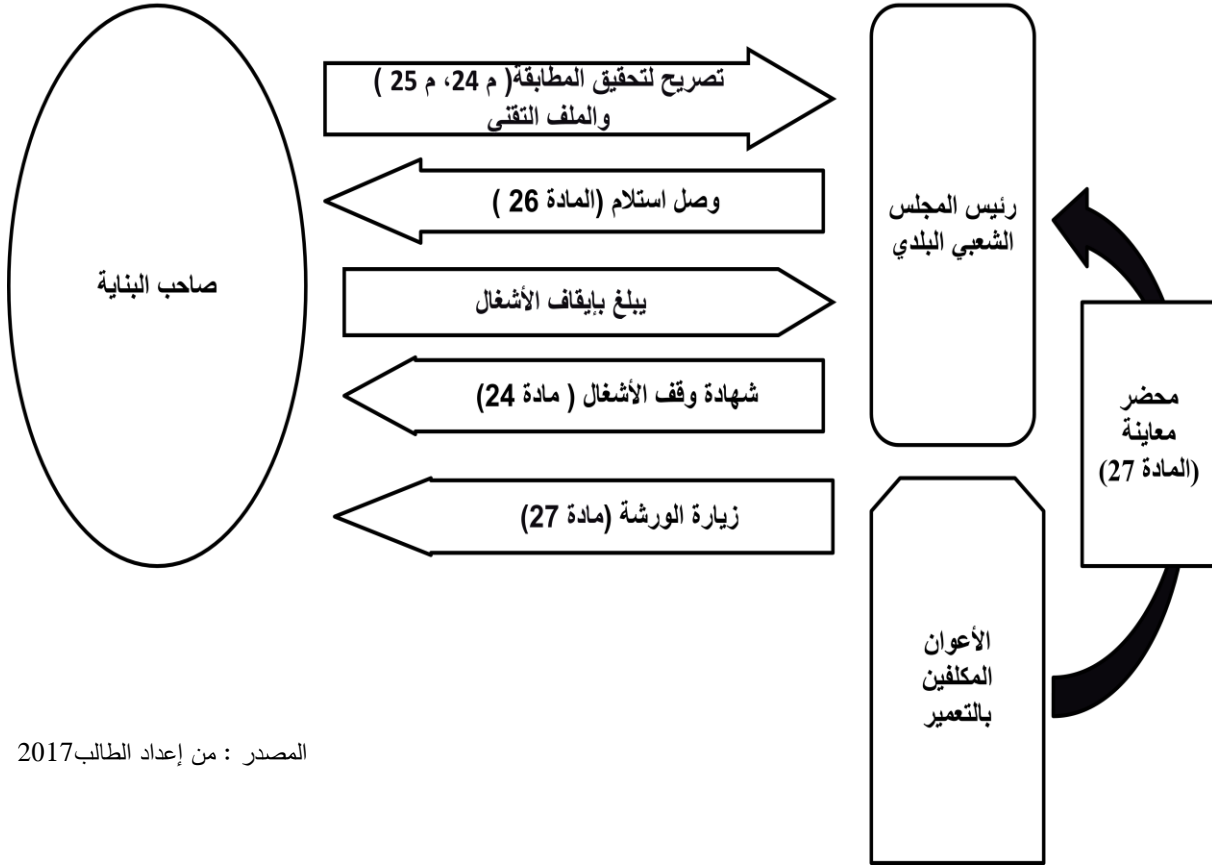 تصريح لتحقيق المطابقة( م 24، م 25 )
والملف التقني
وصل استلام (المادة 26 )
رئيس المجلس
الشعبي البلدي
صاحب البناية
يبلغ بإيقاف الأشغال
شهادة وقف الأشغال ( مادة 24)
محضر
معاينة
(المادة 27)
زيارة الورشة (مادة 27)
الأعوان
المكلفين
بالتعمير
المصدر : من إعداد الطالب2017